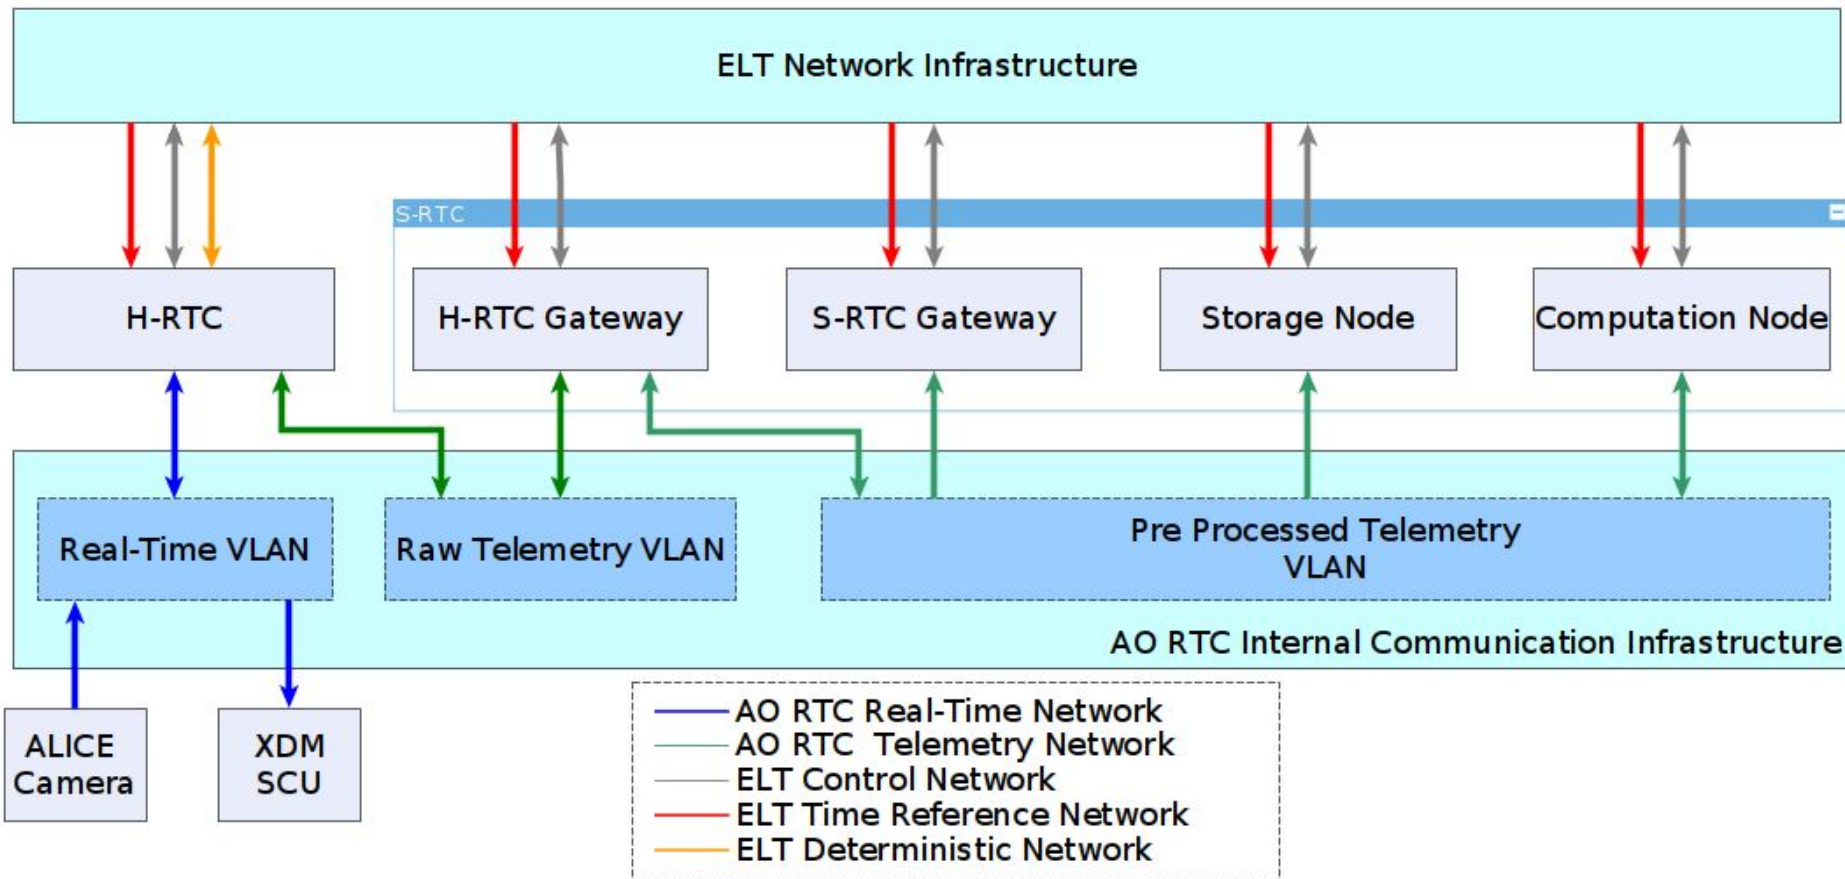 ELT Network Infrastructure
S-RTC
H-RTC
H-RTC Gateway
S-RTC Gateway
Storage Node
Computation Node
Real-Time VLAN
Raw Telemetry VLAN
Pre Processed Telemetry
VLAN
AO RTC Internal Communication Infrastructure
ALICE
Camera
XDM
SCU
AO RTC Real-Time Network
AO RTC  Telemetry Network
ELT Control Network
ELT Time Reference Network
ELT Deterministic Network